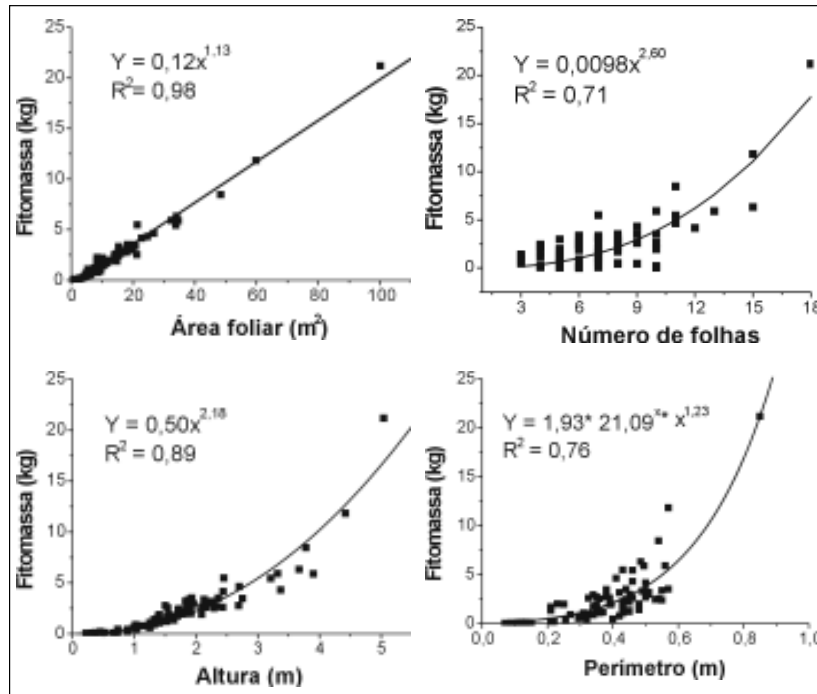 25
20
15
10
5
0
Fitomassa (kg)
Y = 0,12x^1,13
R² = 0,98
0 20 40 60 80 100
Área foliar (m²)
25
20
15
10
5
0
Fitomassa (kg)
Y = 0,0098x^2,60
R² = 0,71
3 6 9 12 15 18
Número de folhas
25
20
15
10
5
0
Fitomassa (kg)
Y = 0,50x^2,18
R² = 0,89
0 1 2 3 4 5
Altura (m)
25
20
15
10
5
0
Fitomassa (kg)
Y = 1,93* 21,09^x* x^1,23
R² = 0,76
0,0 0,2 0,4 0,6 0,8 1,0
Perimetro (m)